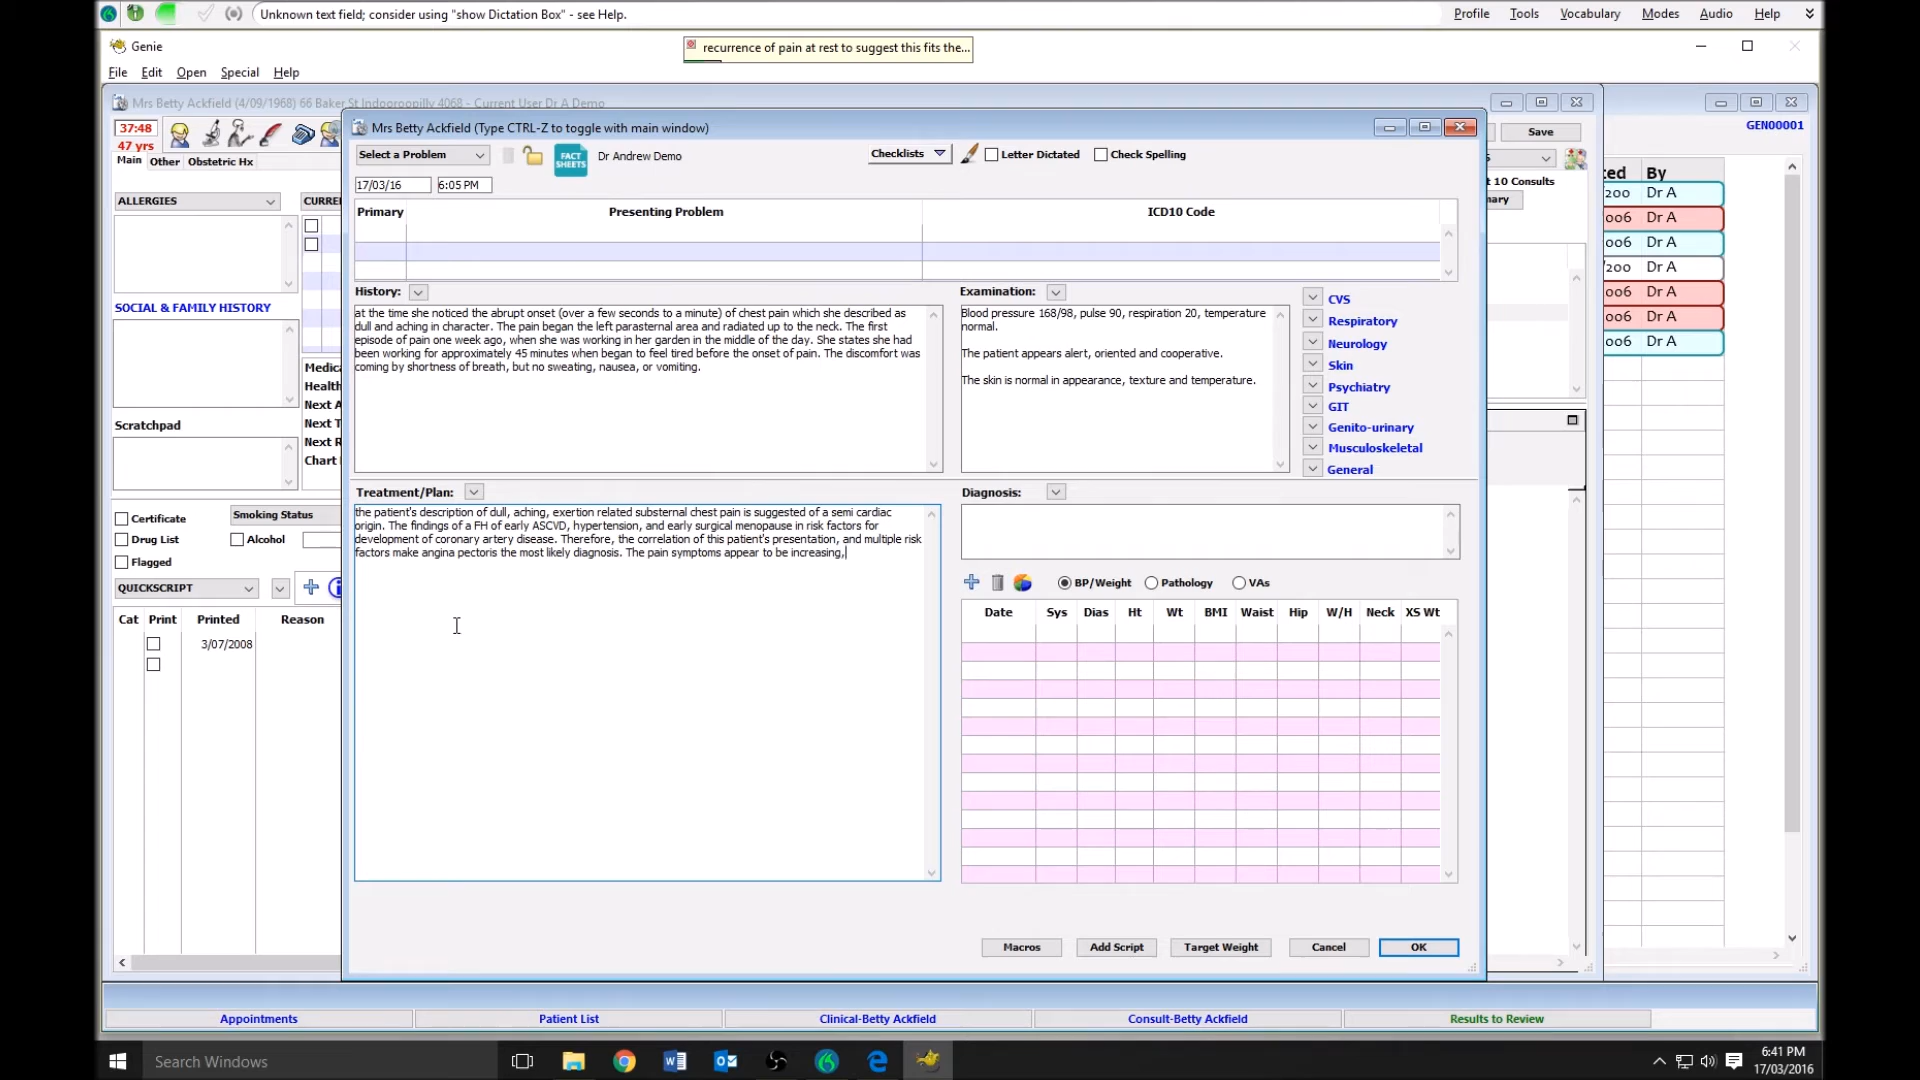 Unknown text field; consider using "show Dictation Box" - see Help.
Profile Tools Vocabulary Modes Audio Help
Genie
recurrence of pain at rest to suggest this fits the...
File Edit Open Special Help
Mrs Betty Ackfield (4/09/1968) 66 Baker St Indooroopilly 4068 - Current User Dr A Demo
Mrs Betty Ackfield (Type CTRL-Z to toggle with main window)
37:48
47 yrs
Save
GEN00001
Main Other Obstetric Hx
Select a Problem
FACT SHEETS
Dr Andrew Demo
Checklists
Letter Dictated
Check Spelling
17/03/16 6:05 PM
t 10 Consults
nary
ted By
/200 Dr A
006 Dr A
006 Dr A
/200 Dr A
006 Dr A
006 Dr A
006 Dr A
ALLERGIES
CURRE
Primary Presenting Problem ICD10 Code
History:
Examination:
at the time she noticed the abrupt onset (over a few seconds to a minute) of chest pain which she described as
dull and aching in character. The pain began the left parasternal area and radiated up to the neck. The first
episode of pain one week ago, when she was working in her garden in the middle of the day. She states she had
been working for approximately 45 minutes when began to feel tired before the onset of pain. The discomfort was
coming by shortness of breath, but no sweating, nausea, or vomiting.
Blood pressure 168/98, pulse 90, respiration 20, temperature
normal.
The patient appears alert, oriented and cooperative.
The skin is normal in appearance, texture and temperature.
CVS
Respiratory
Neurology
Skin
Psychiatry
GIT
Genito-urinary
Musculoskeletal
General
SOCIAL & FAMILY HISTORY
Medica
Health
Next A
Next T
Next R
Chart
Scratchpad
Treatment/Plan:
Diagnosis:
the patient's description of dull, aching, exertion related substernal chest pain is suggested of a semi cardiac
origin. The findings of a FH of early ASCVD, hypertension, and early surgical menopause in risk factors for
development of coronary artery disease. Therefore, the correlation of this patient's presentation, and multiple risk
factors make angina pectoris the most likely diagnosis. The pain symptoms appear to be increasing,
Certificate
Smoking Status
Drug List
Alcohol
Flagged
QUICKSCRIPT
Cat Print Printed Reason
3/07/2008
BP/Weight Pathology VAs
Date Sys Dias Ht Wt BMI Waist Hip W/H Neck XS Wt
Macros Add Script Target Weight Cancel OK
Appointments Patient List Clinical-Betty Ackfield Consult-Betty Ackfield Results to Review
Search Windows
6:41 PM
17/03/2016